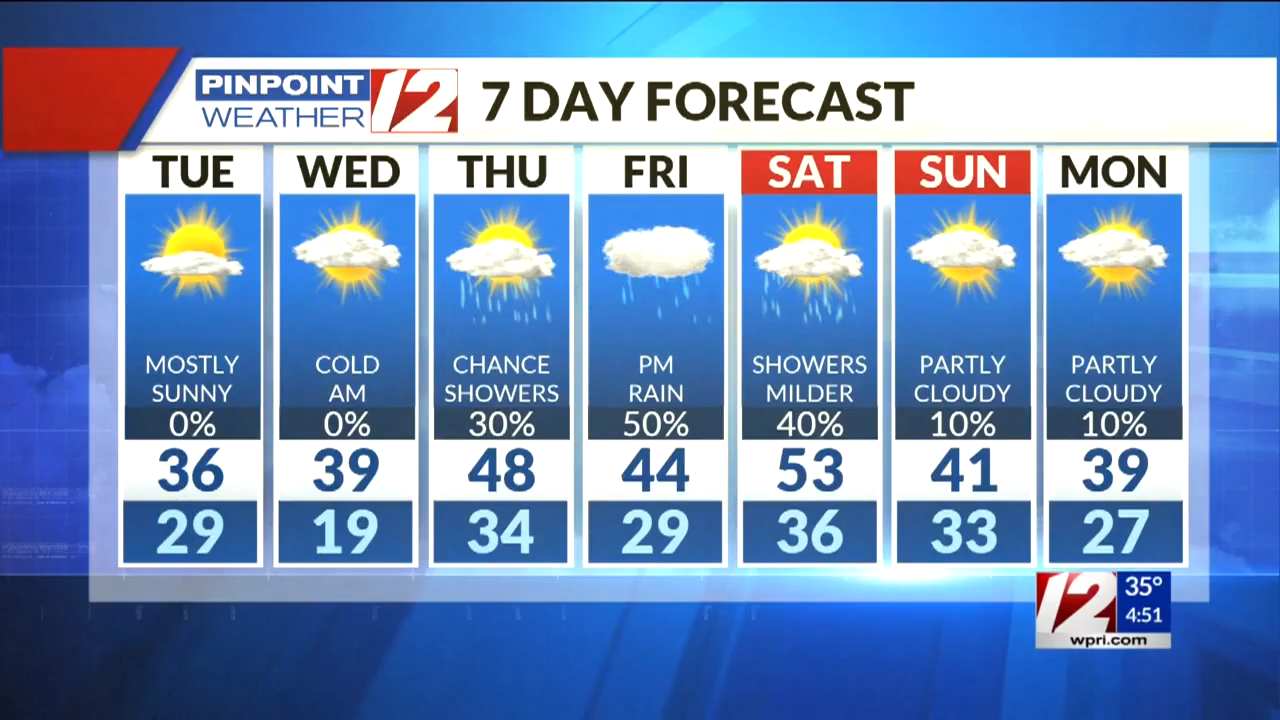 PINPOINT
WEATHER 12
7 DAY FORECAST
TUE WED THU FRI SAT SUN MON
MOSTLY COLD CHANCE PM SHOWERS PARTLY PARTLY
SUNNY AM SHOWERS RAIN MILDER CLOUDY CLOUDY
0% 0% 30% 50% 40% 10% 10%
36 39 48 44 53 41 39
29 19 34 29 36 33 27
12 35°
4:51
wpri.com